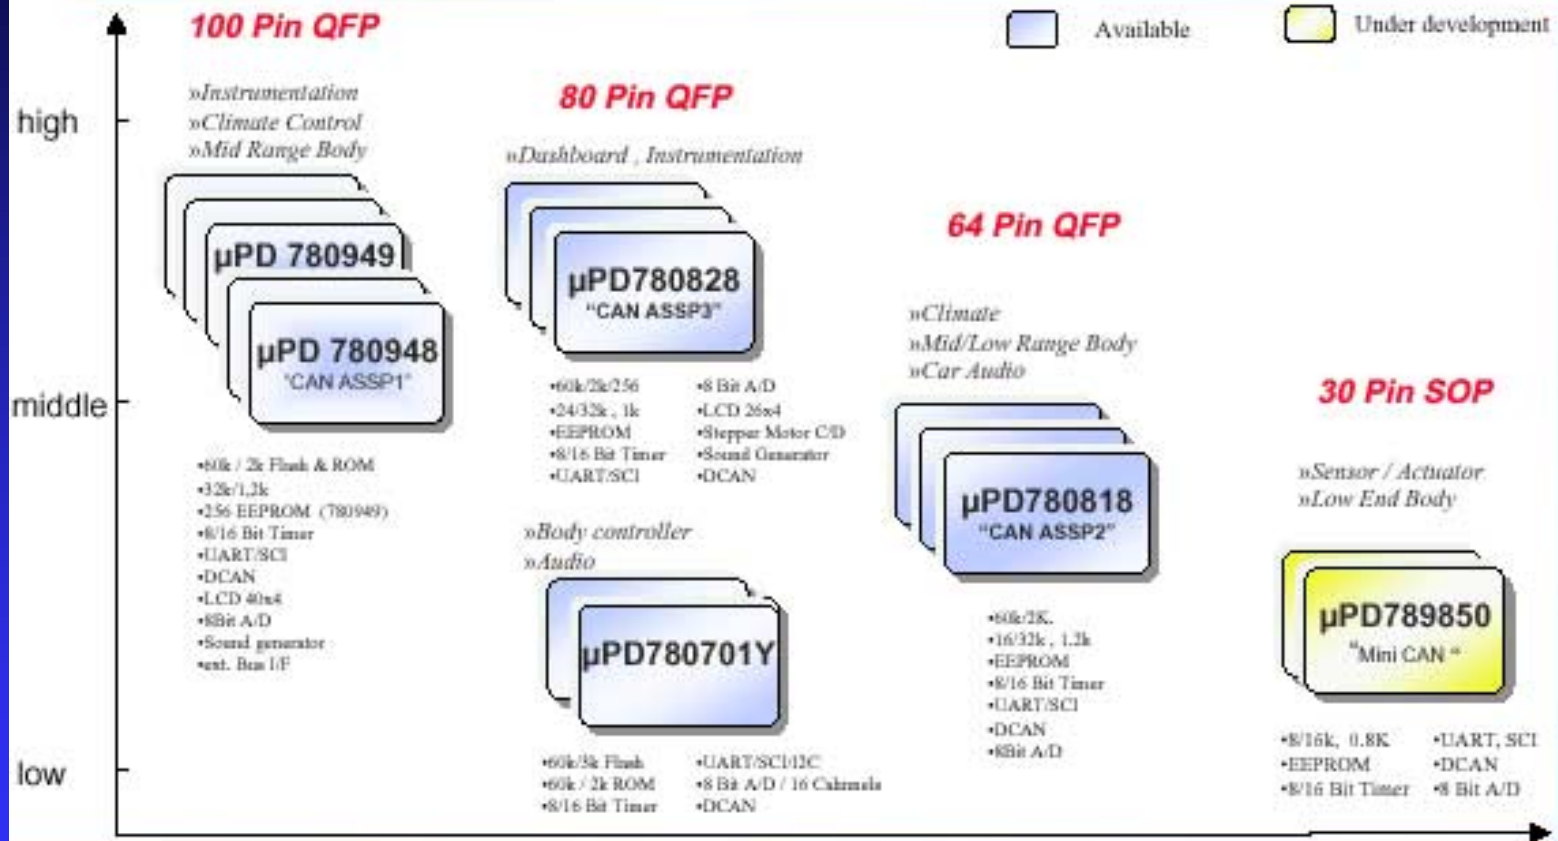 100 Pin QFP
Available
Under development
»Instrumentation
»Climate Control
»Mid Range Body
high
µPD 780949
µPD 780948
"CAN ASSP1"
middle
•60k / 2k Flash & ROM
•32k/1,2k
•256 EEPROM (780949)
•8/16 Bit Timer
•UART/SCI
•DCAN
•LCD 40x4
•8Bit A/D
•Sound generator
•ext. Bus I/F
low
80 Pin QFP
»Dashboard , Instrumentation
µPD780828
"CAN ASSP3"
•60k/2k/256
•24/32k , 1k
•EEPROM
•8/16 Bit Timer
•UART/SCI
•8 Bit A/D
•LCD 26x4
•Stepper Motor C/D
•Sound Generator
•DCAN
»Body controller
»Audio
µPD780701Y
•60k/3k Flash
•60k / 2k ROM
•8/16 Bit Timer
•UART/SCI/I2C
•8 Bit A/D / 16 Cahnnels
•DCAN
64 Pin QFP
»Climate
»Mid/Low Range Body
»Car Audio
µPD780818
"CAN ASSP2"
•60k/2K.
•16/32k , 1.2k
•EEPROM
•8/16 Bit Timer
•UART/SCI
•DCAN
•8Bit A/D
30 Pin SOP
»Sensor / Actuator
»Low End Body
µPD789850
"Mini CAN "
•8/16k, 0.8K
•EEPROM
•8/16 Bit Timer
•UART, SCI
•DCAN
•8 Bit A/D